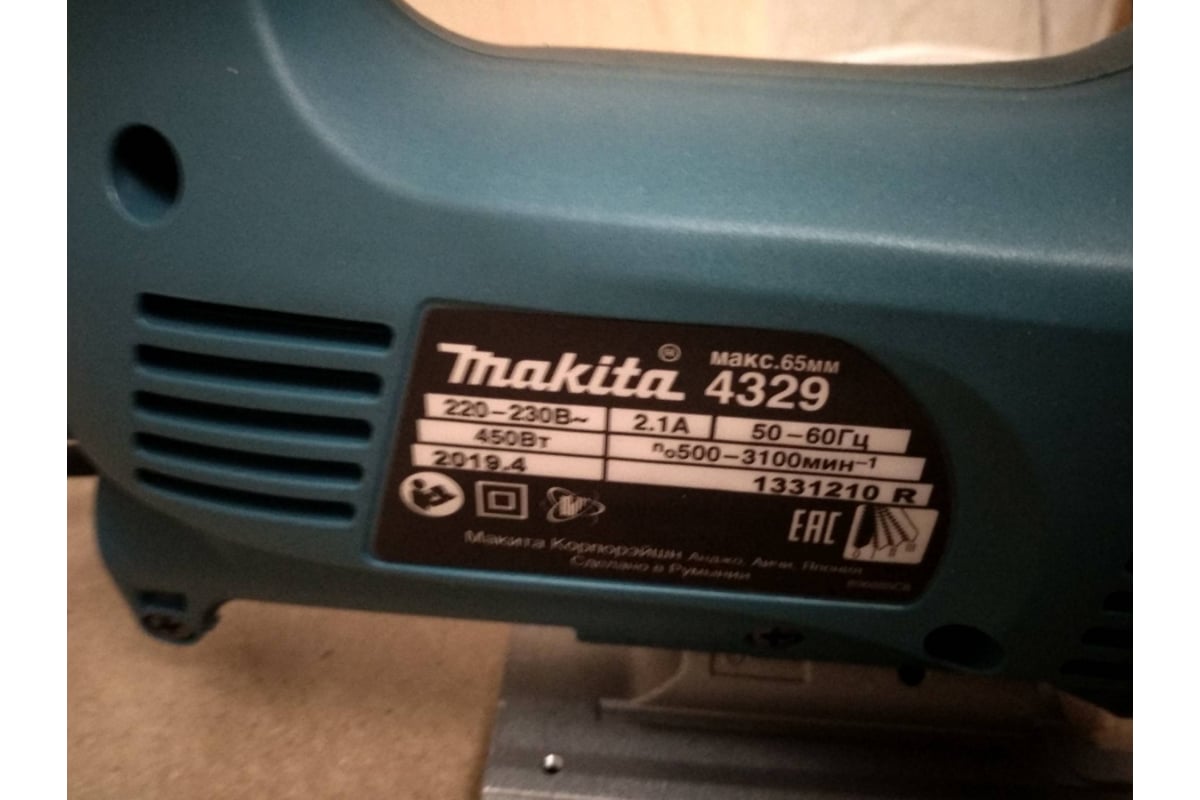 makita® макс.65мм
4329
220-230В~ 2.1А 50-60Гц
450Вт n₀500-3100мин⁻¹
2019.4 1331210 R
EAC
Макита Корпорэйшн Анджо, Аичи, Япония
Сделано в Румынии